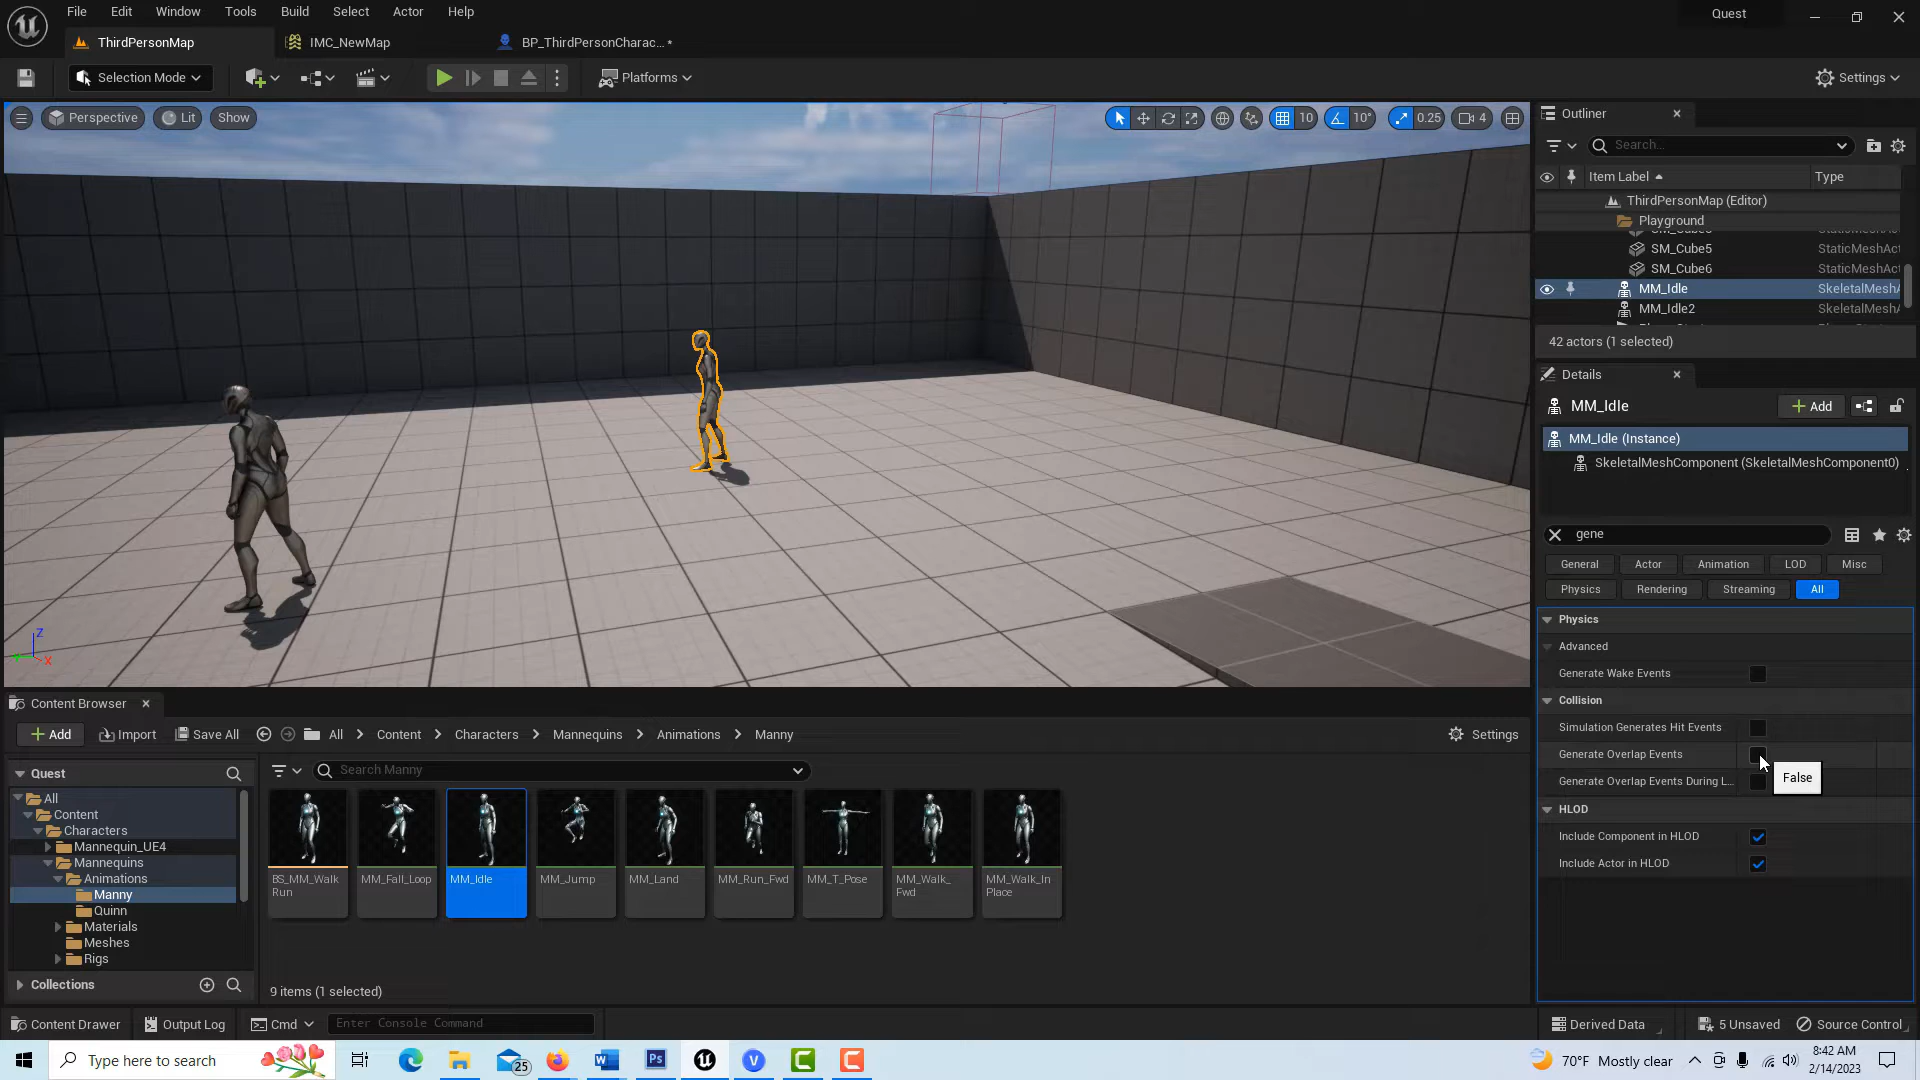 File Edit Window Tools Build Select Actor Help
Quest
ThirdPersonMap
IMC_NewMap
BP_ThirdPersonCharac... *
Selection Mode
Platforms
Settings
Perspective
Lit
Show
10
10°
0.25
4
Outliner
Search...
Item Label
Type
ThirdPersonMap (Editor)
Playground
SM_Cube5
StaticMeshAct
SM_Cube6
StaticMeshAct
MM_Idle
SkeletalMeshA
MM_Idle2
SkeletalMeshA
42 actors (1 selected)
Details
MM_Idle
Add
MM_Idle (Instance)
SkeletalMeshComponent (SkeletalMeshComponent0)
gene
General
Actor
Animation
LOD
Misc
Physics
Rendering
Streaming
All
Physics
Advanced
Generate Wake Events
Collision
Simulation Generates Hit Events
Generate Overlap Events
Generate Overlap Events During L...
False
HLOD
Include Component in HLOD
Include Actor in HLOD
Z
X
Content Browser
Add
Import
Save All
All > Content > Characters > Mannequins > Animations > Manny
Settings
Quest
Search Manny
All
Content
Characters
Mannequin_UE4
Mannequins
Animations
Manny
Quinn
Materials
Meshes
Rigs
Collections
BS_MM_Walk
Run
MM_Fall_Loop
MM_Idle
MM_Jump
MM_Land
MM_Run_Fwd
MM_T_Pose
MM_Walk_
Fwd
MM_Walk_In
Place
9 items (1 selected)
Content Drawer
Output Log
Cmd
Enter Console Command
Derived Data
5 Unsaved
Source Control
Type here to search
25
70°F Mostly clear
8:42 AM
2/14/2023